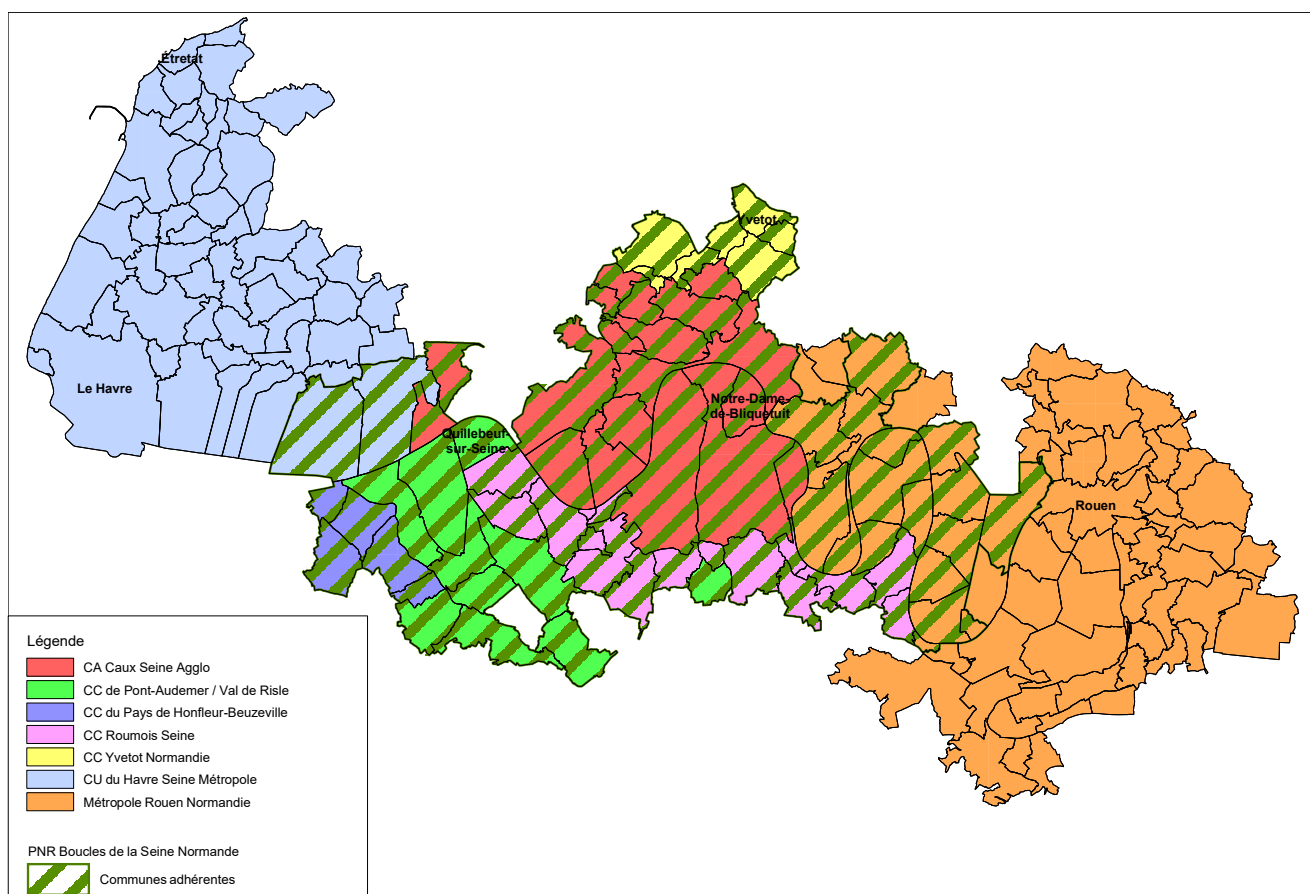 Étretat
Yvetot
Le Havre
Notre-Dame-
de-Bliquetuit
Quillebeuf-
sur-Seine
Rouen
Légende
CA Caux Seine Agglo
CC de Pont-Audemer / Val de Risle
CC du Pays de Honfleur-Beuzeville
CC Roumois Seine
CC Yvetot Normandie
CU du Havre Seine Métropole
Métropole Rouen Normandie
PNR Boucles de la Seine Normande
Communes adhérentes